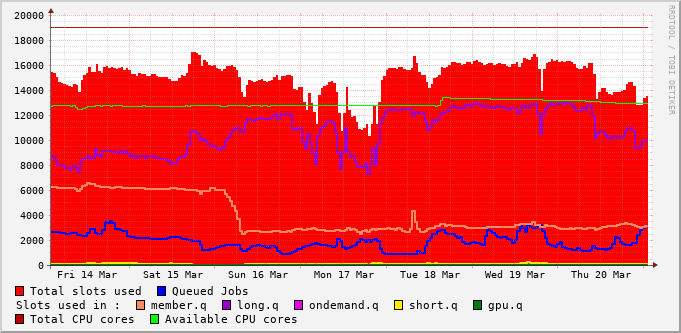 20000
18000
16000
14000
12000
10000
8000
6000
4000
2000
0
Fri 14 Mar Sat 15 Mar Sun 16 Mar Mon 17 Mar Tue 18 Mar Wed 19 Mar Thu 20 Mar
Total slots used Queued Jobs
Slots used in : member.q long.q ondemand.q short.q gpu.q
Total CPU cores Available CPU cores
RRDTOOL / TOBI OETIKER